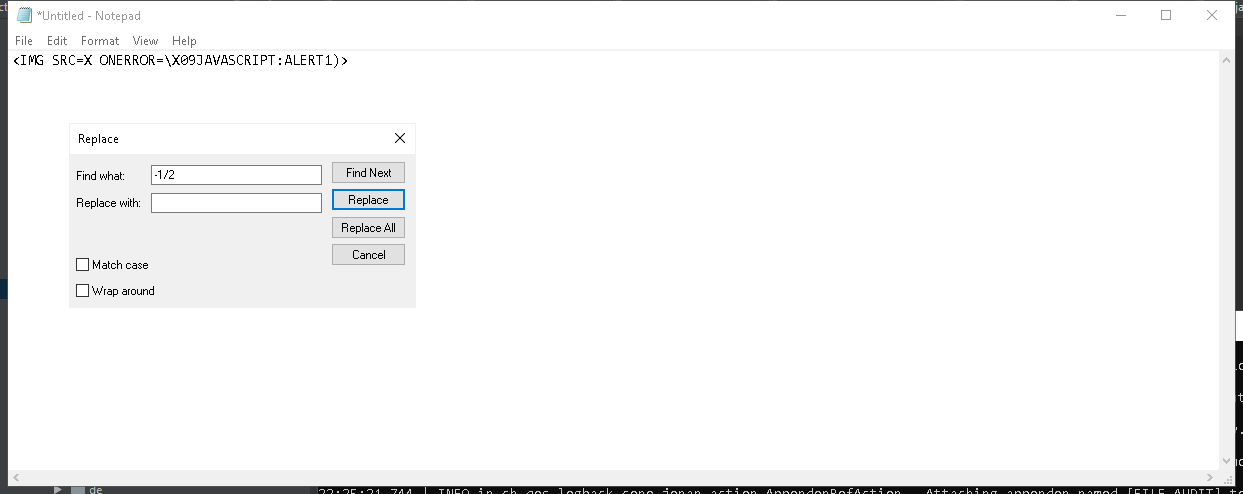 *Untitled - Notepad
File Edit Format View Help
<IMG SRC=X ONERROR=\X09JAVASCRIPT:ALERT1)>
Replace
Find what: -1/2 Find Next
Replace with: Replace
Replace All
Cancel
Match case
Wrap around
de
22:25:21,744 | INFO in ch.qos.logback.core.joran.action.AppenderRefAction - Attaching appender named [FILE_AUDIT] t